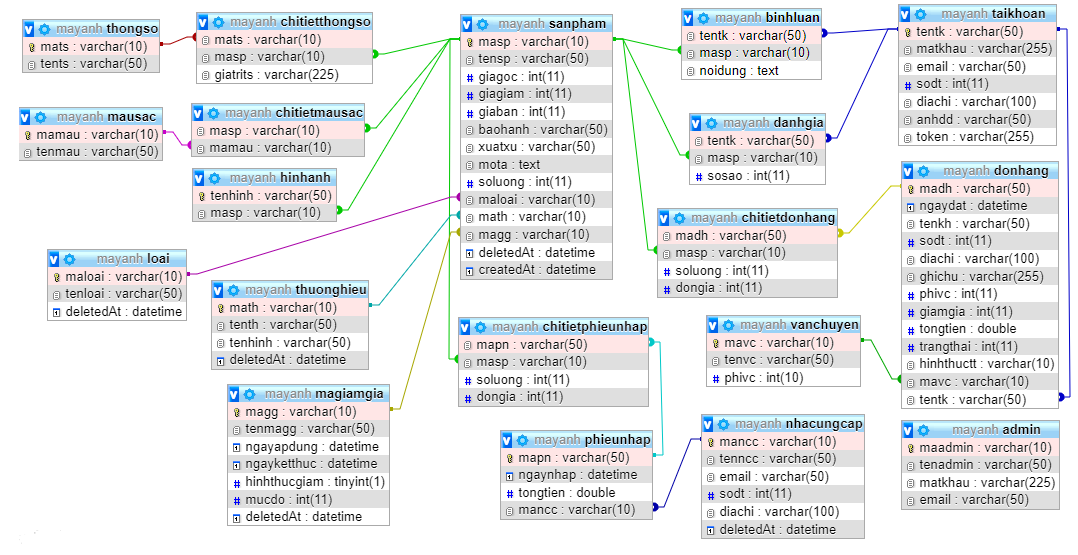 mayanh thongso
mats : varchar(10)
tents : varchar(50)
mayanh chitietthongso
mats : varchar(10)
masp : varchar(10)
giatrits : varchar(225)
mayanh mausac
mamau : varchar(10)
tenmau : varchar(50)
mayanh chitietmausac
masp : varchar(10)
mamau : varchar(10)
mayanh hinhanh
tenhinh : varchar(50)
masp : varchar(10)
mayanh loai
maloai : varchar(10)
tenloai : varchar(50)
deletedAt : datetime
mayanh thuonghieu
math : varchar(10)
tenth : varchar(50)
tenhinh : varchar(50)
deletedAt : datetime
mayanh magiamgia
magg : varchar(10)
tenmagg : varchar(50)
ngayapdung : datetime
ngayketthuc : datetime
hinhthucgiam : tinyint(1)
mucdo : int(11)
deletedAt : datetime
mayanh sanpham
masp : varchar(10)
tensp : varchar(50)
giagoc : int(11)
giagiam : int(11)
giaban : int(11)
baohanh : varchar(50)
xuatxu : varchar(50)
mota : text
soluong : int(11)
maloai : varchar(10)
math : varchar(10)
magg : varchar(10)
deletedAt : datetime
createdAt : datetime
mayanh chitietphieunhap
mapn : varchar(50)
masp : varchar(10)
soluong : int(11)
dongia : int(11)
mayanh phieunhap
mapn : varchar(50)
ngaynhap : datetime
tongtien : double
mancc : varchar(10)
mayanh binhluan
tentk : varchar(50)
masp : varchar(10)
noidung : text
mayanh danhgia
tentk : varchar(50)
masp : varchar(10)
sosao : int(11)
mayanh chitietdonhang
madh : varchar(50)
masp : varchar(10)
soluong : int(11)
dongia : int(11)
mayanh vanchuyen
mavc : varchar(10)
tenvc : varchar(50)
phivc : int(10)
mayanh nhacungcap
mancc : varchar(10)
tenncc : varchar(50)
email : varchar(50)
sodt : int(11)
diachi : varchar(100)
deletedAt : datetime
mayanh taikhoan
tentk : varchar(50)
matkhau : varchar(255)
email : varchar(50)
sodt : int(11)
diachi : varchar(100)
anhdd : varchar(50)
token : varchar(255)
mayanh donhang
madh : varchar(50)
ngaydat : datetime
tenkh : varchar(50)
sodt : int(11)
diachi : varchar(100)
ghichu : varchar(255)
phivc : int(11)
giamgia : int(11)
tongtien : double
trangthai : int(11)
hinhthuctt : varchar(10)
mavc : varchar(10)
tentk : varchar(50)
mayanh admin
maadmin : varchar(10)
tenadmin : varchar(50)
matkhau : varchar(225)
email : varchar(50)